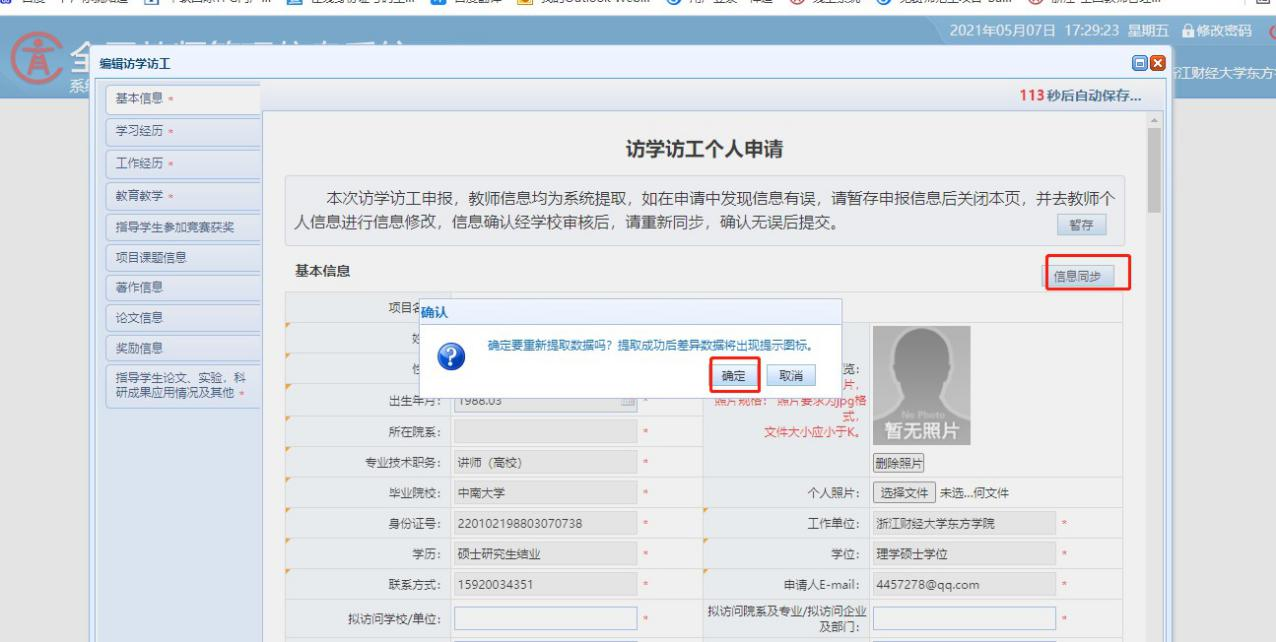 2021年05月07日 17:29:23 星期五 修改密码
编辑访学访工
江财经大学东方
113秒后自动保存...
基本信息 *
学习经历 *
工作经历 *
教育教学 *
指导学生参加竞赛获奖
项目课题信息
著作信息
论文信息
奖励信息
指导学生论文、实验，科
研成果应用情况及其他 *
访学访工个人申请
本次访学访工申报，教师信息均为系统提取，如在申请中发现信息有误，请暂存申报信息后关闭本页，并去教师个
人信息进行信息修改，信息确认经学校审核后，请重新同步，确认无误后提交。
暂存
基本信息
信息同步
项目名
确认
确定要重新提取数据吗？提取成功后差异数据将出现提示图标。
确定 取消
览:
片，
出生年月: 1988.03 *
照片规格： 照片要求为jpg格
式，
文件大小应小于K。
No Photo
暂无照片
所在院系: *
专业技术职务: 讲师（高校） *
删除照片
毕业院校: 中南大学 * 个人照片: 选择文件 未选...何文件
身份证号: 220102198803070738 * 工作单位: 浙江财经大学东方学院 *
学历: 硕士研究生结业 * 学位: 理学硕士学位 *
联系方式: 15920034351 * 申请人E-mail: 4457278@qq.com *
拟访问学校/单位: * 拟访问院系及专业/拟访问企业
及部门: *